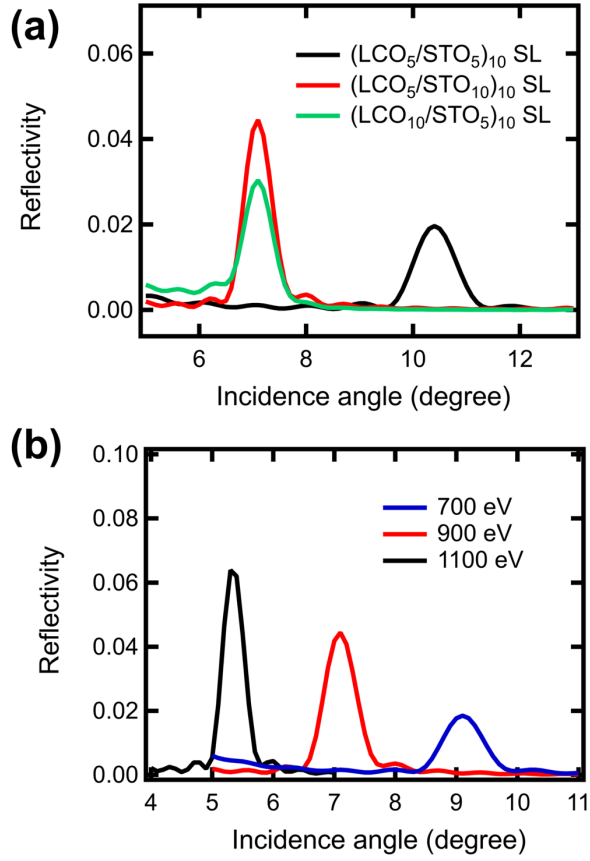 (a)
0.06
0.04
0.02
0.00
Reflectivity
(LCO₅/STO₅)₁₀ SL
(LCO₅/STO₁₀)₁₀ SL
(LCO₁₀/STO₅)₁₀ SL
6 8 10 12
Incidence angle (degree)
(b)
0.10
0.08
0.06
0.04
0.02
0.00
Reflectivity
700 eV
900 eV
1100 eV
4 5 6 7 8 9 10 11
Incidence angle (degree)